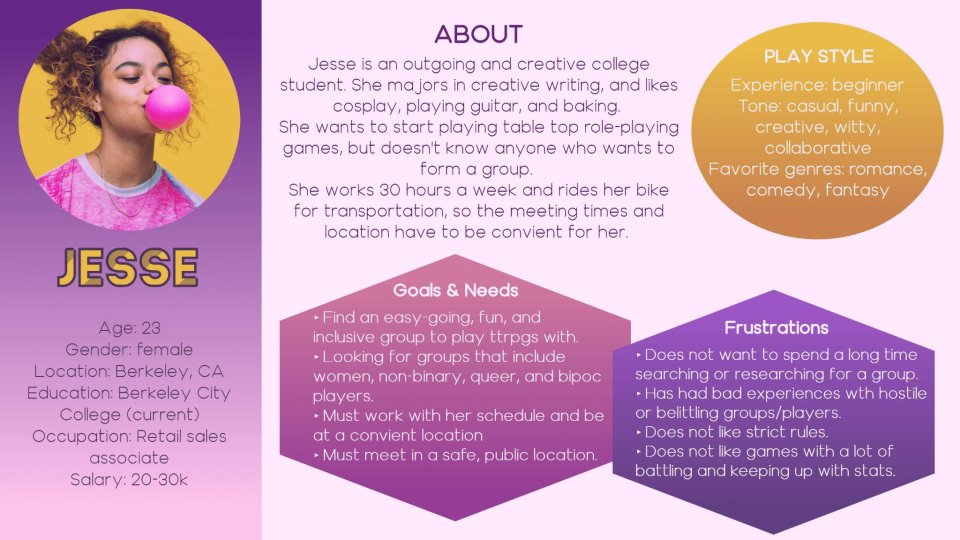 JESSE
Age: 23
Gender: female
Location: Berkeley, CA
Education: Berkeley City
College (current)
Occupation: Retail sales
associate
Salary: 20-30k
ABOUT
Jesse is an outgoing and creative college
student. She majors in creative writing, and likes
cosplay, playing guitar, and baking.
She wants to start playing table top role-playing
games, but doesn't know anyone who wants to
form a group.
She works 30 hours a week and rides her bike
for transportation, so the meeting times and
location have to be convient for her.
PLAY STYLE
Experience: beginner
Tone: casual, funny,
creative, witty,
collaborative
Favorite genres: romance,
comedy, fantasy
Goals & Needs
‣ Find an easy-going, fun, and
inclusive group to play ttrpgs with.
‣ Looking for groups that include
women, non-binary, queer, and bipoc
players.
‣ Must work with her schedule and be
at a convient location
‣ Must meet in a safe, public location.
Frustrations
‣ Does not want to spend a long time
searching or researching for a group.
‣ Has had bad experiences wth hostile
or belittling groups/players.
‣ Does not like strict rules.
‣ Does not like games with a lot of
battling and keeping up with stats.